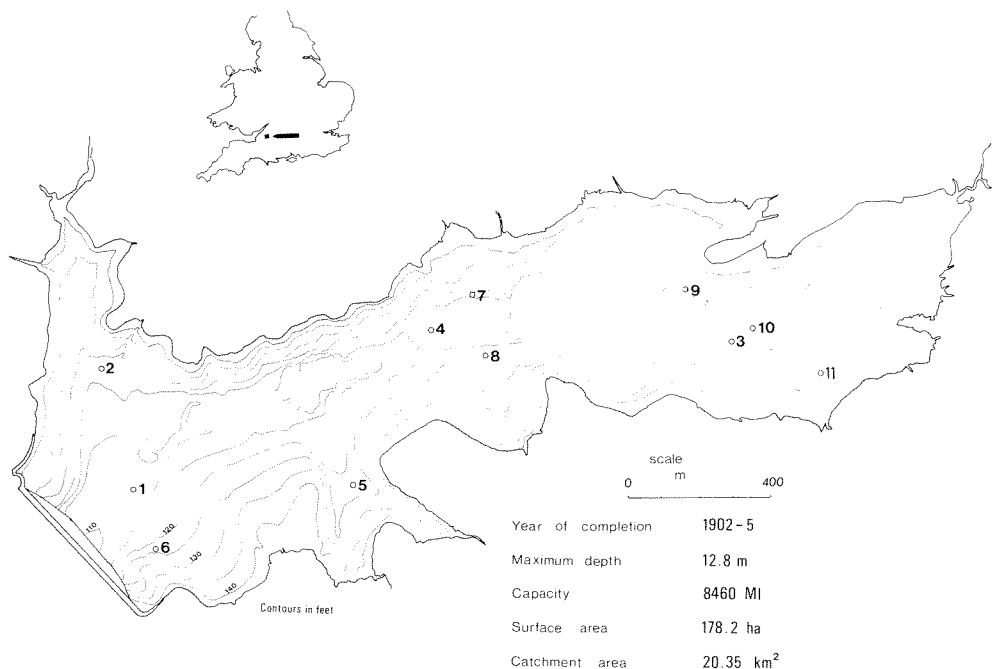 7
9
4
10
3
8
2
11
scale
m
0 400
1
5
110
120
6
130
140
Contours in feet
Year of completion 1902-5
Maximum depth 12.8 m
Capacity 8460 Ml
Surface area 178.2 ha
Catchment area 20.35 km²